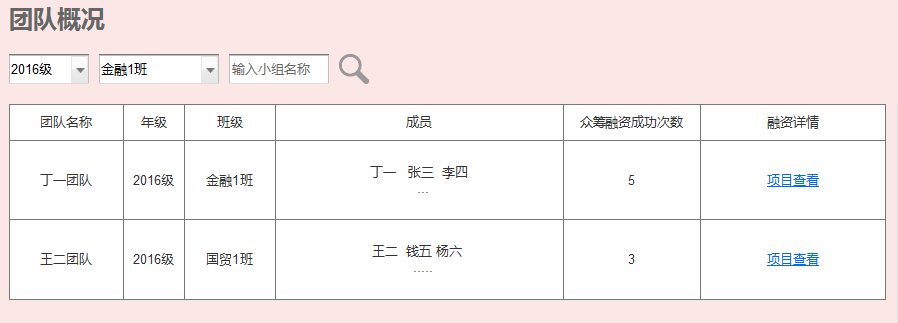 团队概况
2016级 金融1班 输入小组名称
团队名称 年级 班级 成员 众筹融资成功次数 融资详情
丁一团队 2016级 金融1班 丁一 张三 李四 5 项目查看
...
王二团队 2016级 国贸1班 王二 钱五 杨六 3 项目查看
.....